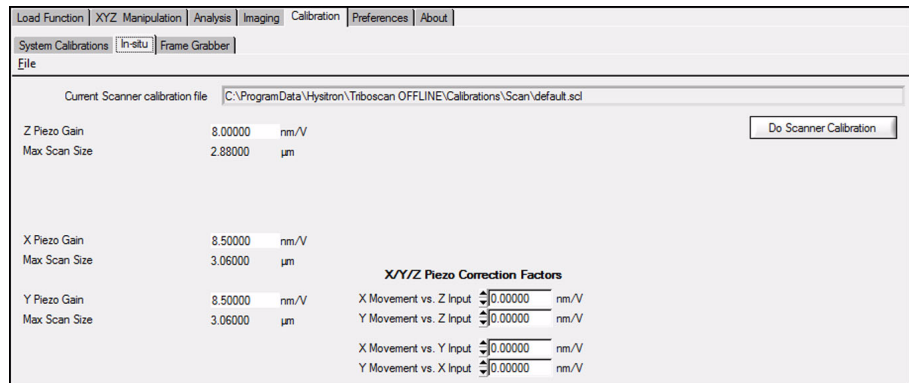 Load Function XYZ Manipulation Analysis Imaging Calibration Preferences About
System Calibrations In-situ Frame Grabber
File
Current Scanner calibration file C:\ProgramData\Hysitron\Triboscan OFFLINE\Calibrations\Scan\default.scl
Z Piezo Gain 8.00000 nm/V Do Scanner Calibration
Max Scan Size 2.88000 µm
X Piezo Gain 8.50000 nm/V
Max Scan Size 3.06000 µm
X/Y/Z Piezo Correction Factors
Y Piezo Gain 8.50000 nm/V X Movement vs. Z Input 0.00000 nm/V
Max Scan Size 3.06000 µm Y Movement vs. Z Input 0.00000 nm/V
X Movement vs. Y Input 0.00000 nm/V
Y Movement vs. X Input 0.00000 nm/V